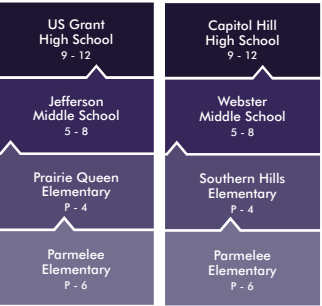 US Grant
High School
9 - 12
Jefferson
Middle School
5 - 8
Prairie Queen
Elementary
P - 4
Parmelee
Elementary
P - 6
Capitol Hill
High School
9 - 12
Webster
Middle School
5 - 8
Southern Hills
Elementary
P - 4
Parmelee
Elementary
P - 6